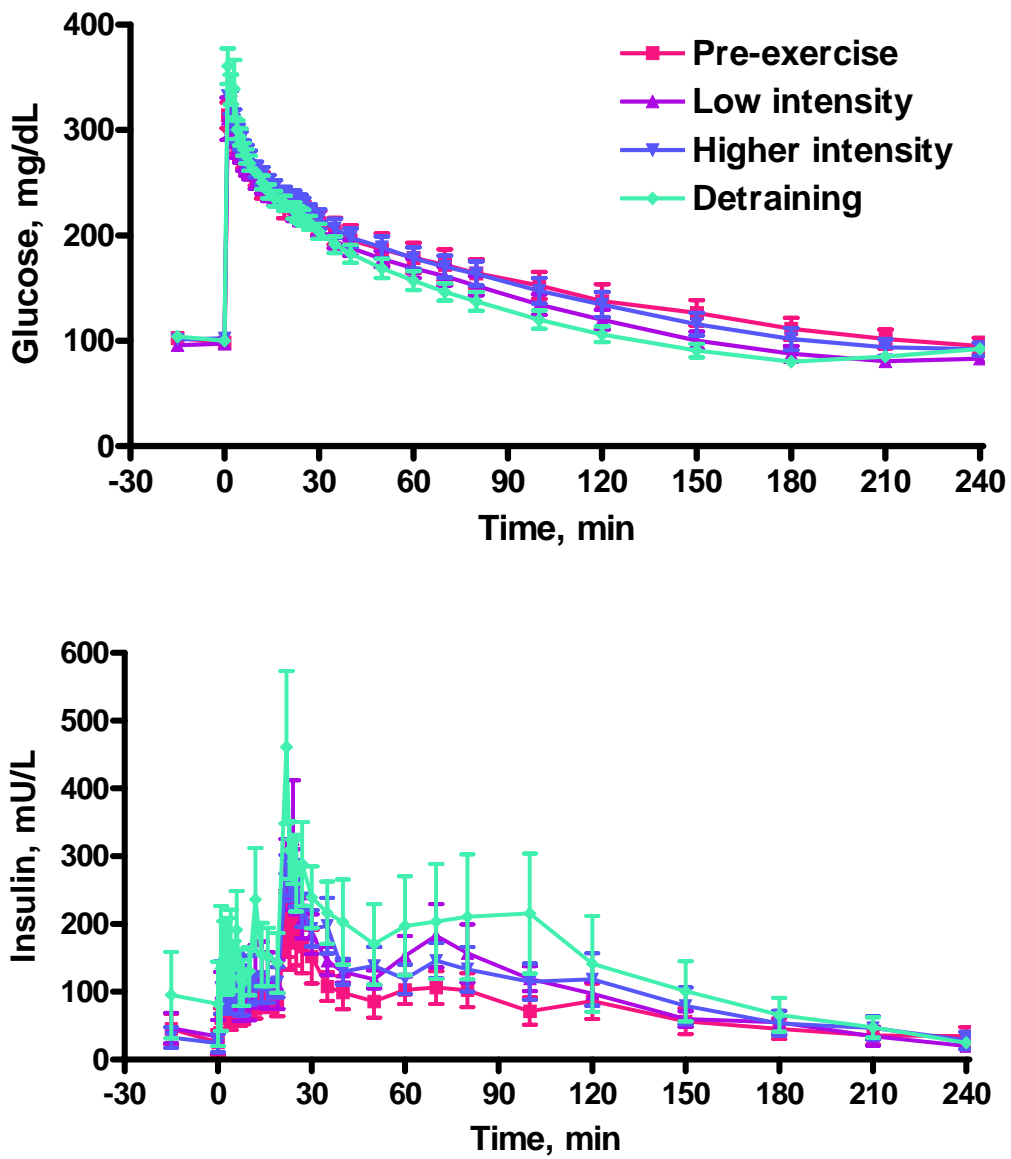 400
300
200
100
0
Glucose, mg/dL
Pre-exercise
Low intensity
Higher intensity
Detraining
-30 0 30 60 90 120 150 180 210 240
Time, min
600
500
400
300
200
100
0
Insulin, mU/L
-30 0 30 60 90 120 150 180 210 240
Time, min